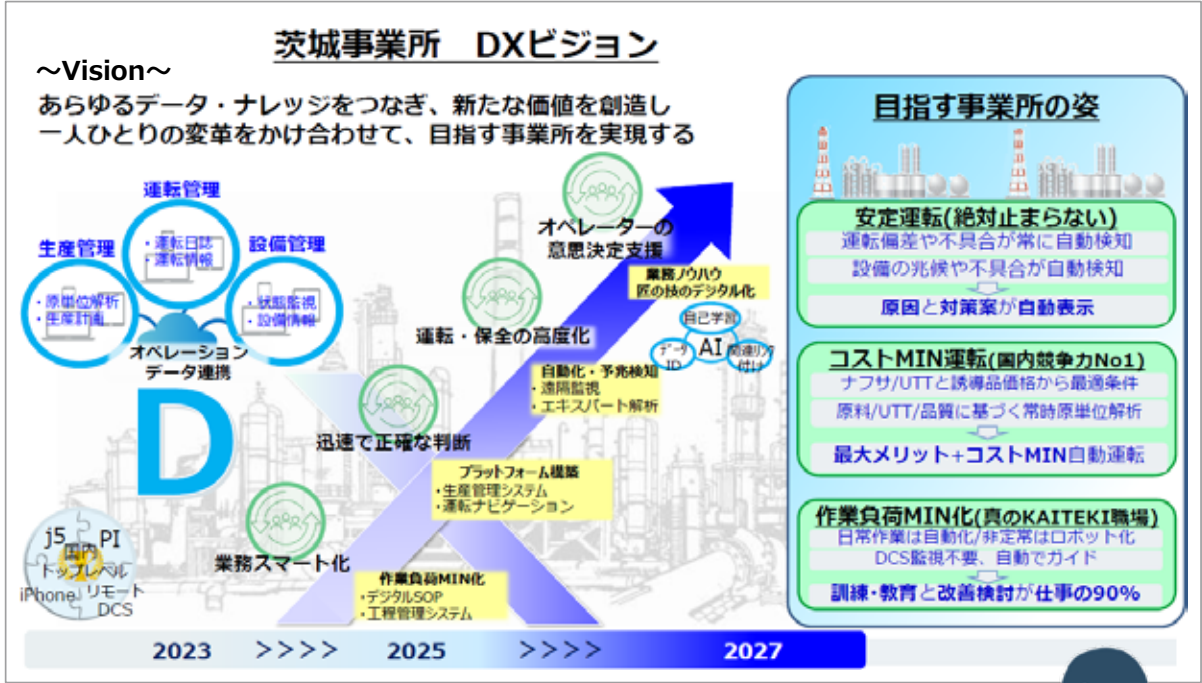 茨城事業所　DXビジョン
～Vision～
あらゆるデータ・ナレッジをつなぎ、新たな価値を創造し
一人ひとりの変革をかけ合わせて、目指す事業所を実現する
運転管理
・運転日誌
・運転情報
生産管理
・原単位解析
・生産計画
設備管理
・状態監視
・設備情報
オペレーション
データ連携
D
j5
PI
国内
トップレベル
iPhone
リモート
DCS
業務スマート化
迅速で正確な判断
運転・保全の高度化
オペレーターの
意思決定支援
作業負荷MIN化
・デジタルSOP
・工程管理システム
プラットフォーム構築
・生産管理システム
・運転ナビゲーション
自動化・予兆検知
・遠隔監視
・エキスパート解析
業務ノウハウ
匠の技のデジタル化
自己学習
データ
ID
AI
関連リンク
付け
2023 >>>> 2025 >>>> 2027
目指す事業所の姿
安定運転(絶対止まらない)
運転偏差や不具合が常に自動検知
設備の兆候や不具合が自動検知
原因と対策案が自動表示
コストMIN運転(国内競争力No1)
ナフサ/UTTと誘導品価格から最適条件
原料/UTT/品質に基づく常時原単位解析
最大メリット+コストMIN自動運転
作業負荷MIN化(真のKAITEKI職場)
日常作業は自動化/非定常はロボット化
DCS監視不要、自動でガイド
訓練・教育と改善検討が仕事の90%